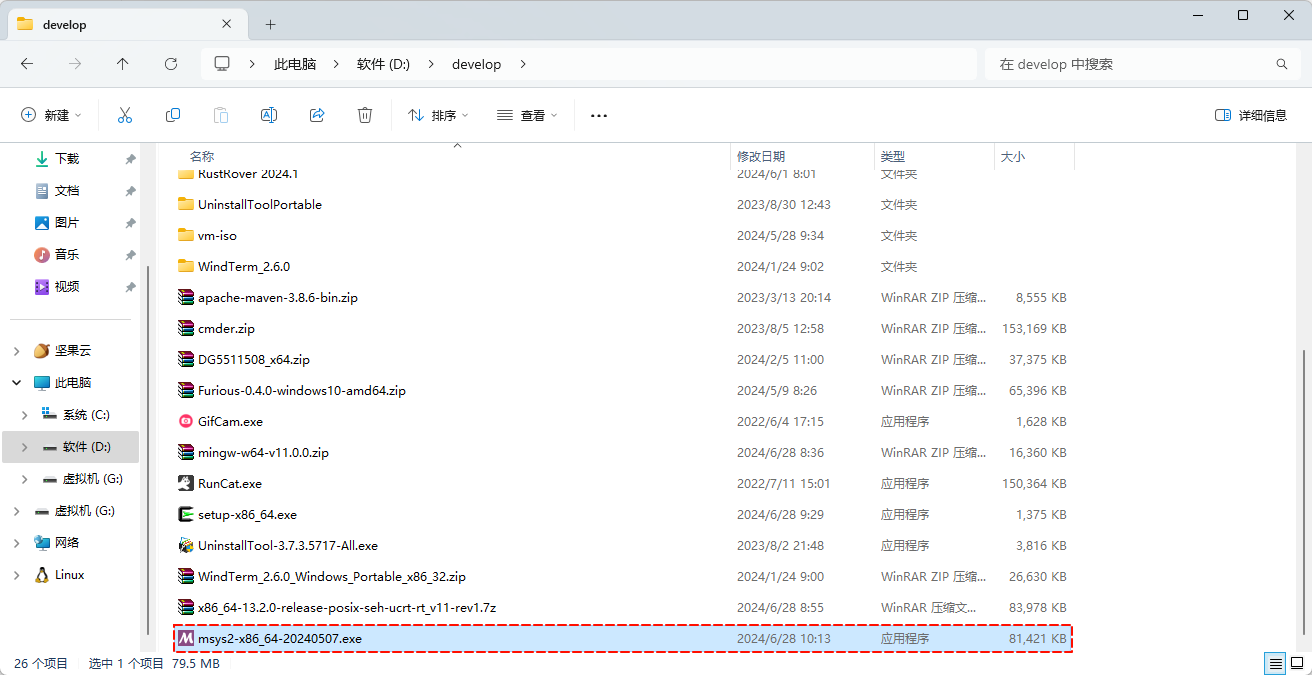 develop
此电脑 > 软件 (D:) > develop >
在 develop 中搜索
新建
排序
查看
详细信息
下载
文档
图片
音乐
视频
坚果云
此电脑
系统 (C:)
软件 (D:)
虚拟机 (G:)
虚拟机 (G:)
网络
Linux
名称 修改日期 类型 大小
RustRover 2024.1 2024/6/1 8:01 文件夹
UninstallToolPortable 2023/8/30 12:43 文件夹
vm-iso 2024/5/28 9:34 文件夹
WindTerm_2.6.0 2024/1/24 9:02 文件夹
apache-maven-3.8.6-bin.zip 2023/3/13 20:14 WinRAR ZIP 压缩... 8,555 KB
cmder.zip 2023/8/5 12:58 WinRAR ZIP 压缩... 153,169 KB
DG5511508_x64.zip 2024/2/5 11:00 WinRAR ZIP 压缩... 37,375 KB
Furious-0.4.0-windows10-amd64.zip 2024/5/9 8:26 WinRAR ZIP 压缩... 65,396 KB
GifCam.exe 2022/6/4 17:15 应用程序 1,628 KB
mingw-w64-v11.0.0.zip 2024/6/28 8:36 WinRAR ZIP 压缩... 16,360 KB
RunCat.exe 2022/7/11 15:01 应用程序 150,364 KB
setup-x86_64.exe 2024/6/28 9:29 应用程序 1,375 KB
UninstallTool-3.7.3.5717-All.exe 2023/8/2 21:48 应用程序 3,816 KB
WindTerm_2.6.0_Windows_Portable_x86_32.zip 2024/1/24 9:00 WinRAR ZIP 压缩... 26,630 KB
x86_64-13.2.0-release-posix-seh-ucrt-rt_v11-rev1.7z 2024/6/28 8:55 WinRAR 压缩文... 83,978 KB
msys2-x86_64-20240507.exe 2024/6/28 10:13 应用程序 81,421 KB
26 个项目 选中 1 个项目 79.5 MB